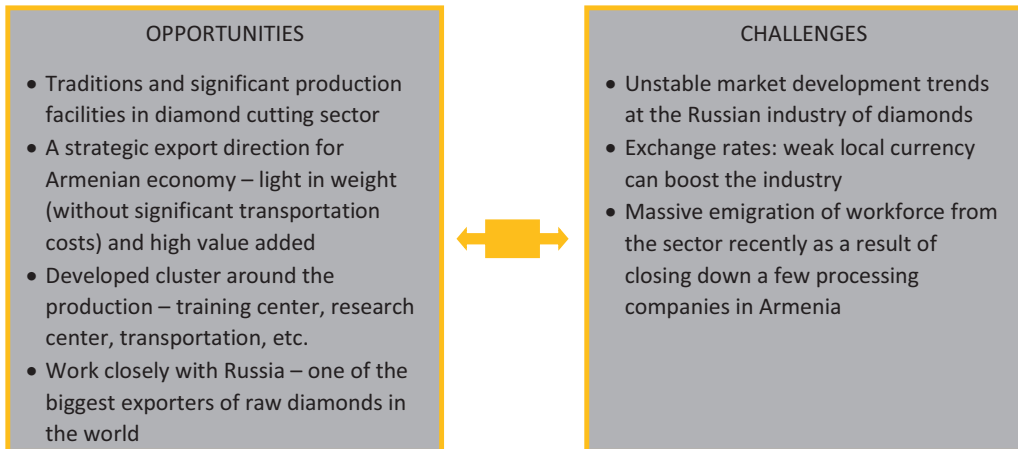 OPPORTUNITIES
• Traditions and significant production
facilities in diamond cutting sector
• A strategic export direction for
Armenian economy – light in weight
(without significant transportation
costs) and high value added
• Developed cluster around the
production – training center, research
center, transportation, etc.
• Work closely with Russia – one of the
biggest exporters of raw diamonds in
the world
CHALLENGES
• Unstable market development trends
at the Russian industry of diamonds
• Exchange rates: weak local currency
can boost the industry
• Massive emigration of workforce from
the sector recently as a result of
closing down a few processing
companies in Armenia